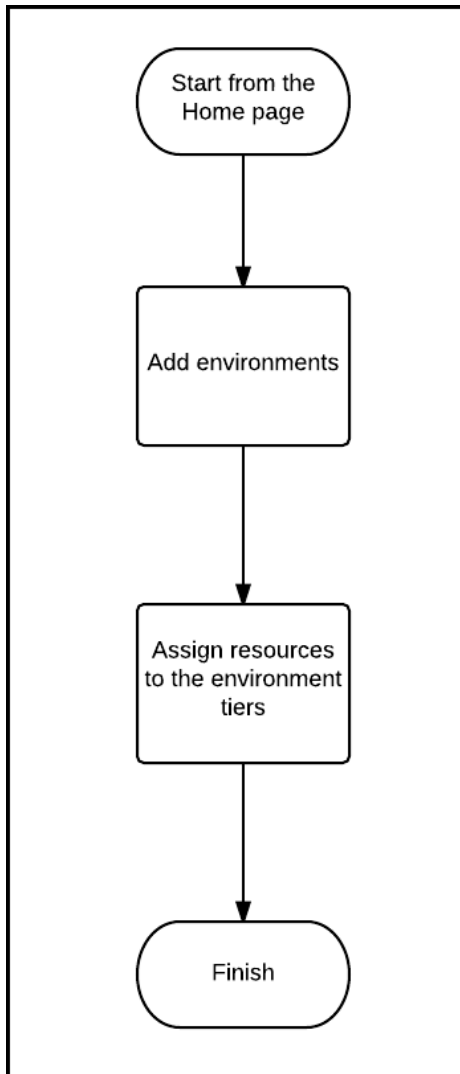 Start from the
Home page
Add environments
Assign resources
to the environment
tiers
Finish